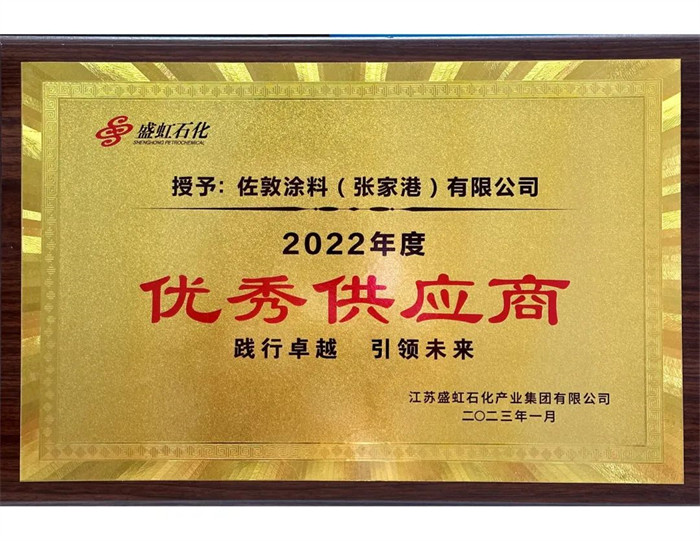 盛虹石化
SHENGHONG PETROCHEMICAL
授予：佐敦涂料（张家港）有限公司
2022年度
优秀供应商
践行卓越 引领未来
江苏盛虹石化产业集团有限公司
二〇二三年一月